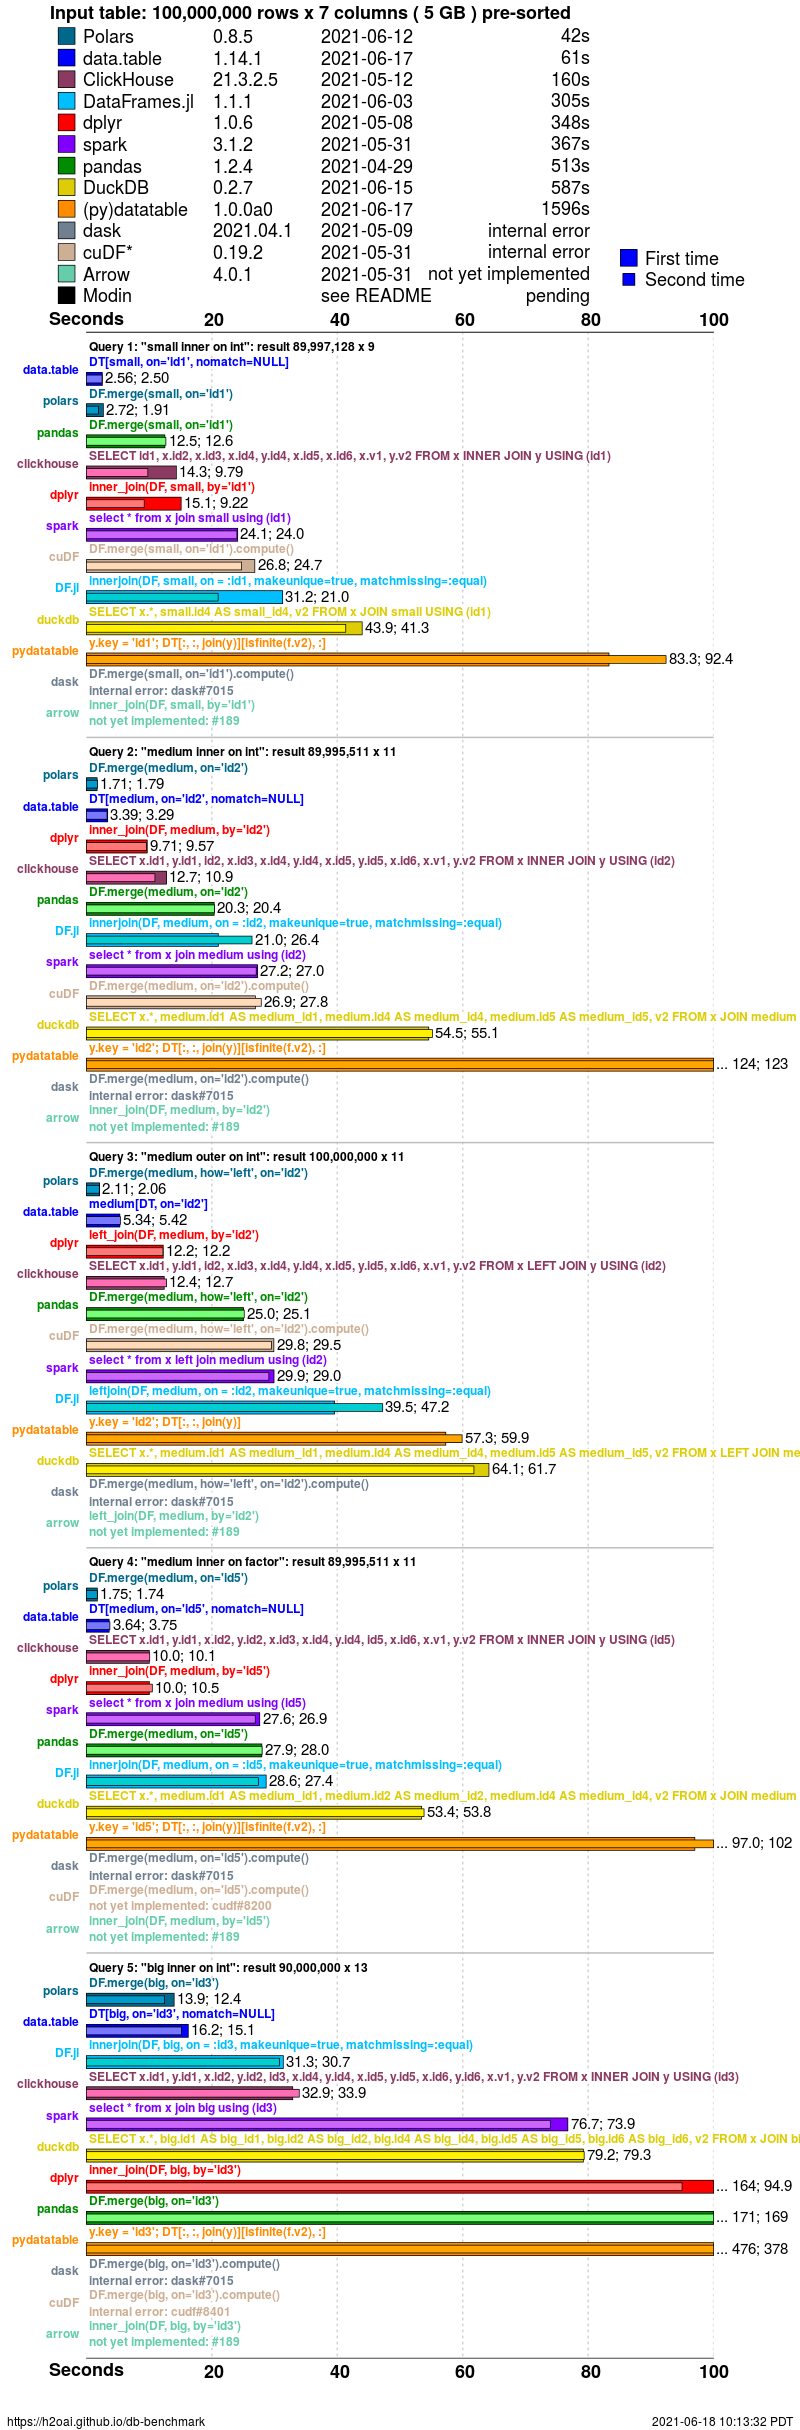 Input table: 100,000,000 rows x 7 columns ( 5 GB ) pre-sorted
Polars 0.8.5 2021-06-12 42s
data.table 1.14.1 2021-06-17 61s
ClickHouse 21.3.2.5 2021-05-12 160s
DataFrames.jl 1.1.1 2021-06-03 305s
dplyr 1.0.6 2021-05-08 348s
spark 3.1.2 2021-05-31 367s
pandas 1.2.4 2021-04-29 513s
DuckDB 0.2.7 2021-06-15 587s
(py)datatable 1.0.0a0 2021-06-17 1596s
dask 2021.04.1 2021-05-09 internal error
cuDF* 0.19.2 2021-05-31 internal error
Arrow 4.0.1 2021-05-31 not yet implemented
Modin see README pending
First time
Second time
Seconds 20 40 60 80 100
Query 1: "small inner on int": result 89,997,128 x 9
DT[small, on='id1', nomatch=NULL]
data.table 2.56; 2.50
DF.merge(small, on='id1')
polars 2.72; 1.91
DF.merge(small, on='id1')
pandas 12.5; 12.6
SELECT id1, x.id2, x.id3, x.id4, y.id4, x.id5, x.id6, x.v1, y.v2 FROM x INNER JOIN y USING (id1)
clickhouse 14.3; 9.79
inner_join(DF, small, by='id1')
dplyr 15.1; 9.22
select * from x join small using (id1)
spark 24.1; 24.0
DF.merge(small, on='id1').compute()
cuDF 26.8; 24.7
innerjoin(DF, small, on = :id1, makeunique=true, matchmissing=:equal)
DF.jl 31.2; 21.0
SELECT x.*, small.id4 AS small_id4, v2 FROM x JOIN small USING (id1)
duckdb 43.9; 41.3
y.key = 'id1'; DT[:, :, join(y)][isfinite(f.v2), :]
pydatatable 83.3; 92.4
DF.merge(small, on='id1').compute()
dask internal error: dask#7015
inner_join(DF, small, by='id1')
arrow not yet implemented: #189
Query 2: "medium inner on int": result 89,995,511 x 11
DF.merge(medium, on='id2')
polars 1.71; 1.79
DT[medium, on='id2', nomatch=NULL]
data.table 3.39; 3.29
inner_join(DF, medium, by='id2')
dplyr 9.71; 9.57
SELECT x.id1, y.id1, id2, x.id3, x.id4, y.id4, x.id5, y.id5, x.id6, x.v1, y.v2 FROM x INNER JOIN y USING (id2)
clickhouse 12.7; 10.9
DF.merge(medium, on='id2')
pandas 20.3; 20.4
innerjoin(DF, medium, on = :id2, makeunique=true, matchmissing=:equal)
DF.jl 21.0; 26.4
select * from x join medium using (id2)
spark 27.2; 27.0
DF.merge(medium, on='id2').compute()
cuDF 26.9; 27.8
SELECT x.*, medium.id1 AS medium_id1, medium.id4 AS medium_id4, medium.id5 AS medium_id5, v2 FROM x JOIN medium
duckdb 54.5; 55.1
y.key = 'id2'; DT[:, :, join(y)][isfinite(f.v2), :]
pydatatable ... 124; 123
DF.merge(medium, on='id2').compute()
dask internal error: dask#7015
inner_join(DF, medium, by='id2')
arrow not yet implemented: #189
Query 3: "medium outer on int": result 100,000,000 x 11
DF.merge(medium, how='left', on='id2')
polars 2.11; 2.06
medium[DT, on='id2']
data.table 5.34; 5.42
left_join(DF, medium, by='id2')
dplyr 12.2; 12.2
SELECT x.id1, y.id1, id2, x.id3, x.id4, y.id4, x.id5, y.id5, x.id6, x.v1, y.v2 FROM x LEFT JOIN y USING (id2)
clickhouse 12.4; 12.7
DF.merge(medium, how='left', on='id2')
pandas 25.0; 25.1
DF.merge(medium, how='left', on='id2').compute()
cuDF 29.8; 29.5
select * from x left join medium using (id2)
spark 29.9; 29.0
leftjoin(DF, medium, on = :id2, makeunique=true, matchmissing=:equal)
DF.jl 39.5; 47.2
y.key = 'id2'; DT[:, :, join(y)]
pydatatable 57.3; 59.9
SELECT x.*, medium.id1 AS medium_id1, medium.id4 AS medium_id4, medium.id5 AS medium_id5, v2 FROM x LEFT JOIN me
duckdb 64.1; 61.7
DF.merge(medium, how='left', on='id2').compute()
dask internal error: dask#7015
left_join(DF, medium, by='id2')
arrow not yet implemented: #189
Query 4: "medium inner on factor": result 89,995,511 x 11
DF.merge(medium, on='id5')
polars 1.75; 1.74
DT[medium, on='id5', nomatch=NULL]
data.table 3.64; 3.75
SELECT x.id1, y.id1, x.id2, y.id2, x.id3, x.id4, y.id4, id5, x.id6, x.v1, y.v2 FROM x INNER JOIN y USING (id5)
clickhouse 10.0; 10.1
inner_join(DF, medium, by='id5')
dplyr 10.0; 10.5
select * from x join medium using (id5)
spark 27.6; 26.9
DF.merge(medium, on='id5')
pandas 27.9; 28.0
innerjoin(DF, medium, on = :id5, makeunique=true, matchmissing=:equal)
DF.jl 28.6; 27.4
SELECT x.*, medium.id1 AS medium_id1, medium.id2 AS medium_id2, medium.id4 AS medium_id4, v2 FROM x JOIN medium
duckdb 53.4; 53.8
y.key = 'id5'; DT[:, :, join(y)][isfinite(f.v2), :]
pydatatable ... 97.0; 102
DF.merge(medium, on='id5').compute()
dask internal error: dask#7015
DF.merge(medium, on='id5').compute()
cuDF not yet implemented: cudf#8200
inner_join(DF, medium, by='id5')
arrow not yet implemented: #189
Query 5: "big inner on int": result 90,000,000 x 13
DF.merge(big, on='id3')
polars 13.9; 12.4
DT[big, on='id3', nomatch=NULL]
data.table 16.2; 15.1
innerjoin(DF, big, on = :id3, makeunique=true, matchmissing=:equal)
DF.jl 31.3; 30.7
SELECT x.id1, y.id1, x.id2, y.id2, id3, x.id4, y.id4, x.id5, y.id5, x.id6, y.id6, x.v1, y.v2 FROM x INNER JOIN y USING (id3)
clickhouse 32.9; 33.9
select * from x join big using (id3)
spark 76.7; 73.9
SELECT x.*, big.id1 AS big_id1, big.id2 AS big_id2, big.id4 AS big_id4, big.id5 AS big_id5, big.id6 AS big_id6, v2 FROM x JOIN bi
duckdb 79.2; 79.3
inner_join(DF, big, by='id3')
dplyr ... 164; 94.9
DF.merge(big, on='id3')
pandas ... 171; 169
y.key = 'id3'; DT[:, :, join(y)][isfinite(f.v2), :]
pydatatable ... 476; 378
DF.merge(big, on='id3').compute()
dask internal error: dask#7015
DF.merge(big, on='id3').compute()
cuDF internal error: cudf#8401
inner_join(DF, big, by='id3')
arrow not yet implemented: #189
Seconds 20 40 60 80 100
https://h2oai.github.io/db-benchmark 2021-06-18 10:13:32 PDT